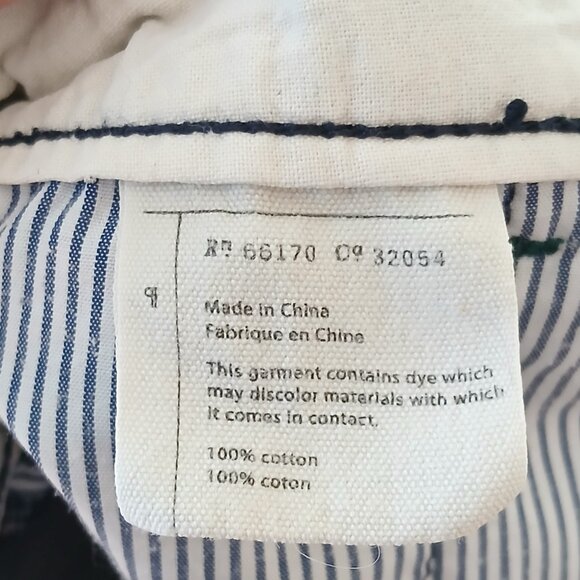 RN 66170 CA 32054
¶
Made in China
Fabrique en Chine
This garment contains dye which
may discolor materials with which
it comes in contact.
100% cotton
100% coton